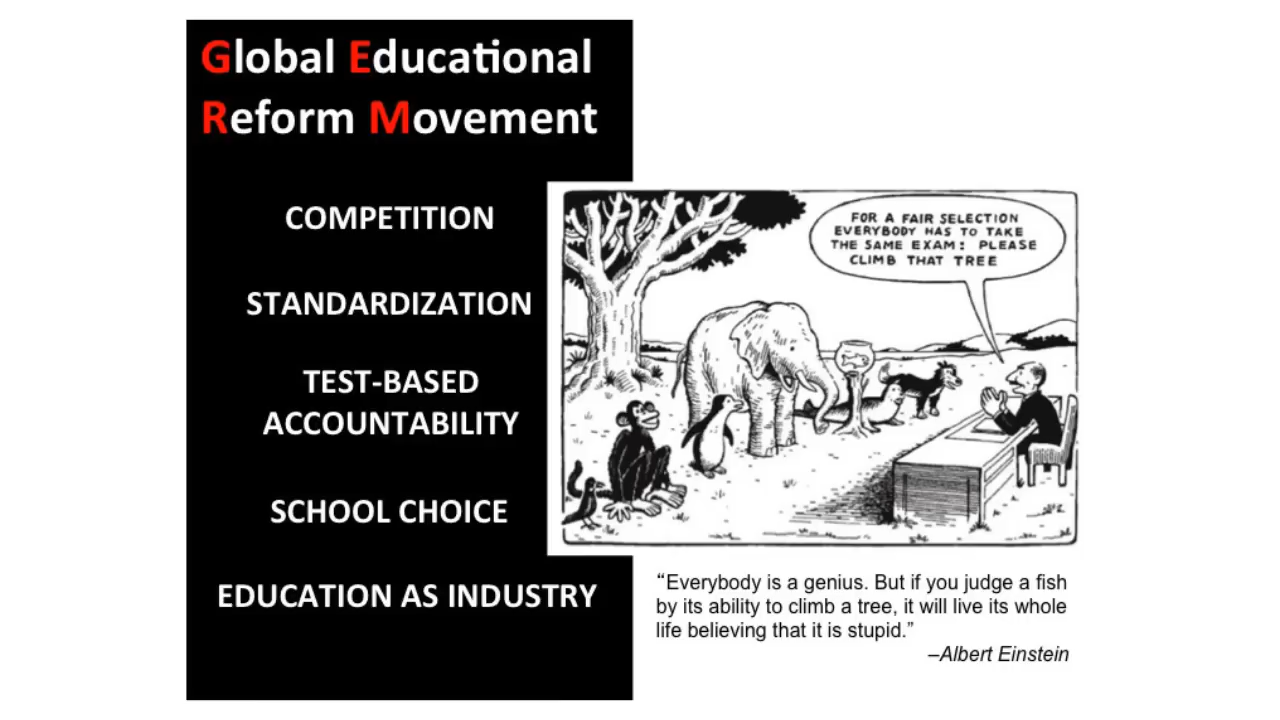 Global Educational
Reform Movement
COMPETITION
STANDARDIZATION
TEST-BASED
ACCOUNTABILITY
SCHOOL CHOICE
EDUCATION AS INDUSTRY
FOR A FAIR SELECTION
EVERYBODY HAS TO TAKE
THE SAME EXAM: PLEASE
CLIMB THAT TREE
“Everybody is a genius. But if you judge a fish
by its ability to climb a tree, it will live its whole
life believing that it is stupid.”
–Albert Einstein